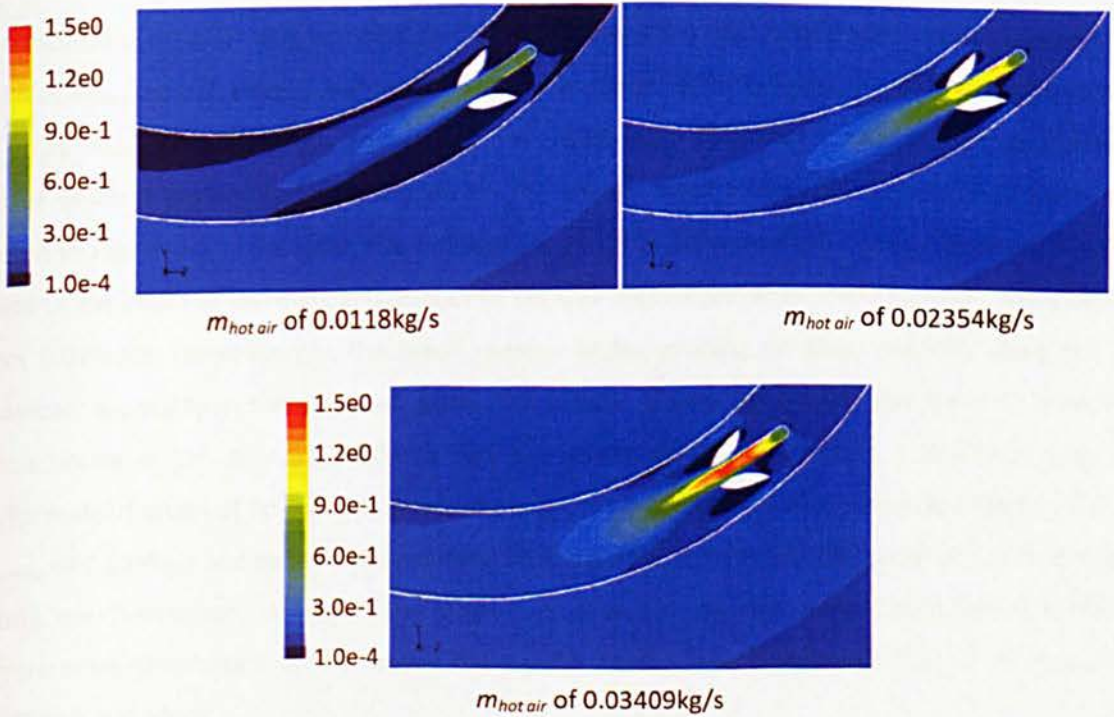 1.5e0
1.2e0
9.0e-1
6.0e-1
3.0e-1
1.0e-4
m hot air of 0.0118kg/s
m hot air of 0.02354kg/s
1.5e0
1.2e0
9.0e-1
6.0e-1
3.0e-1
1.0e-4
m hot air of 0.03409kg/s